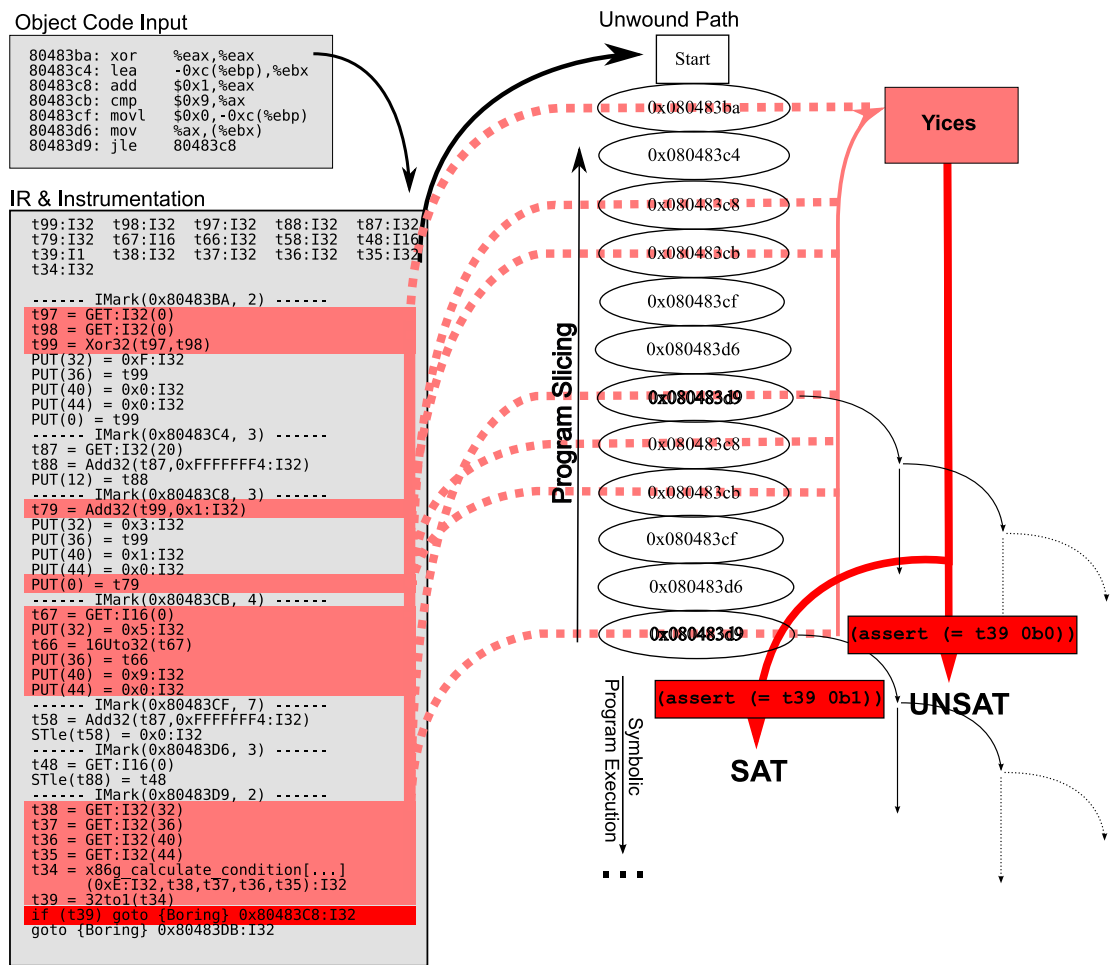 Object Code Input
80483ba: xor %eax,%eax
80483c4: lea -0xc(%ebp),%ebx
80483c8: add $0x1,%eax
80483cb: cmp $0x9,%ax
80483cf: movl $0x0,-0xc(%ebp)
80483d6: mov %ax,(%ebx)
80483d9: jle 80483c8
IR & Instrumentation
t99:I32 t98:I32 t97:I32 t88:I32 t87:I32
t79:I32 t67:I16 t66:I32 t58:I32 t48:I16
t39:I1 t38:I32 t37:I32 t36:I32 t35:I32
t34:I32
------ IMark(0x80483BA, 2) ------
t97 = GET:I32(0)
t98 = GET:I32(0)
t99 = Xor32(t97,t98)
PUT(32) = 0xF:I32
PUT(36) = t99
PUT(40) = 0x0:I32
PUT(44) = 0x0:I32
PUT(0) = t99
------ IMark(0x80483C4, 3) ------
t87 = GET:I32(20)
t88 = Add32(t87,0xFFFFFFF4:I32)
PUT(12) = t88
------ IMark(0x80483C8, 3) ------
t79 = Add32(t99,0x1:I32)
PUT(32) = 0x3:I32
PUT(36) = t99
PUT(40) = 0x1:I32
PUT(44) = 0x0:I32
PUT(0) = t79
------ IMark(0x80483CB, 4) ------
t67 = GET:I16(0)
PUT(32) = 0x5:I32
t66 = 16Uto32(t67)
PUT(36) = t66
PUT(40) = 0x9:I32
PUT(44) = 0x0:I32
------ IMark(0x80483CF, 7) ------
t58 = Add32(t87,0xFFFFFFF4:I32)
STle(t58) = 0x0:I32
------ IMark(0x80483D6, 3) ------
t48 = GET:I16(0)
STle(t88) = t48
------ IMark(0x80483D9, 2) ------
t38 = GET:I32(32)
t37 = GET:I32(36)
t36 = GET:I32(40)
t35 = GET:I32(44)
t34 = x86g_calculate_condition[...]
(0xE:I32,t38,t37,t36,t35):I32
t39 = 32to1(t34)
if (t39) goto {Boring} 0x80483C8:I32
goto {Boring} 0x80483DB:I32
Unwound Path
Start
0x080483ba
0x080483c4
0x080483c8
0x080483cb
0x080483cf
0x080483d6
0x080483d9
0x080483c8
0x080483cb
0x080483cf
0x080483d6
0x080483d9
Program Slicing
Symbolic
Program Execution
...
Yices
(assert (= t39 0b0))
UNSAT
(assert (= t39 0b1))
SAT